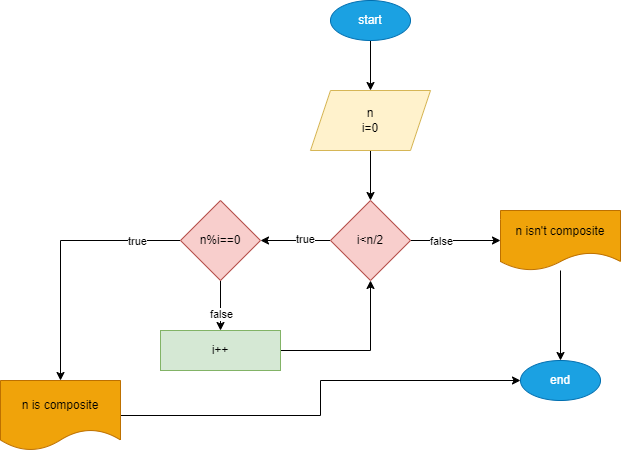 start
n
i=0
n%i==0
true
i<n/2
false
n isn't composite
true
false
i++
n is composite
end